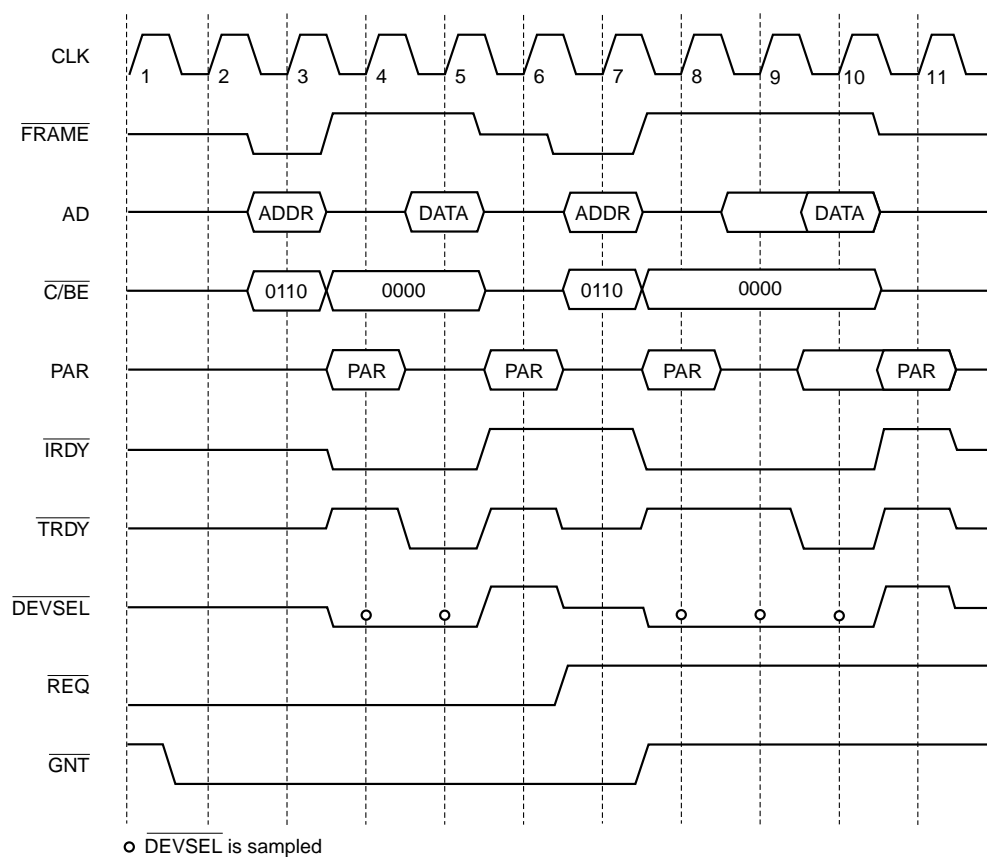 CLK
1 2 3 4 5 6 7 8 9 10 11
FRAME
AD ADDR DATA ADDR DATA
C/BE 0110 0000 0110 0000
PAR PAR PAR PAR PAR
IRDY
TRDY
DEVSEL
REQ
GNT
DEVSEL is sampled